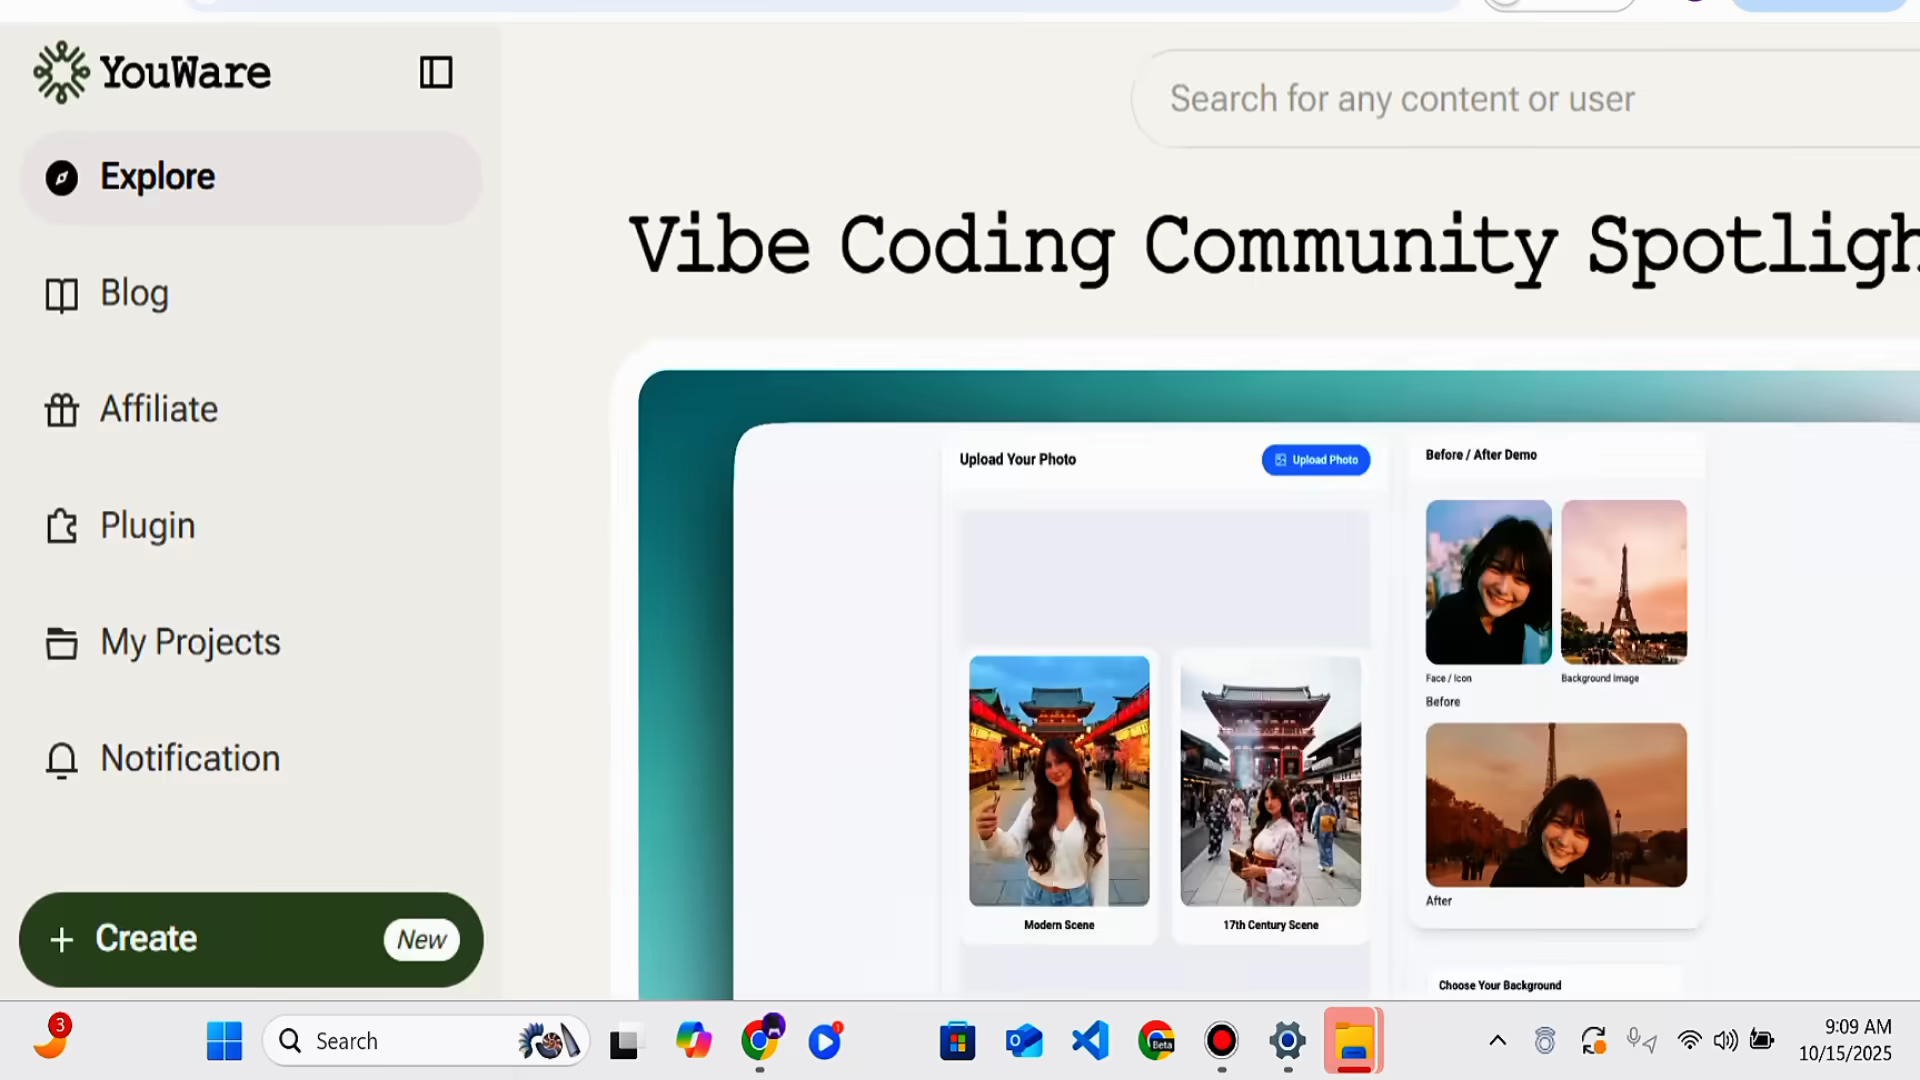 YouWare
Search for any content or user
Explore
Vibe Coding Community Spotligh
Blog
Affiliate
Plugin
My Projects
Notification
+ Create New
Upload Your Photo
Upload Photo
Modern Scene
17th Century Scene
Before / After Demo
Face / Icon
Background Image
Before
After
Choose Your Background
3
Search
1
Beta
9:09 AM
10/15/2025